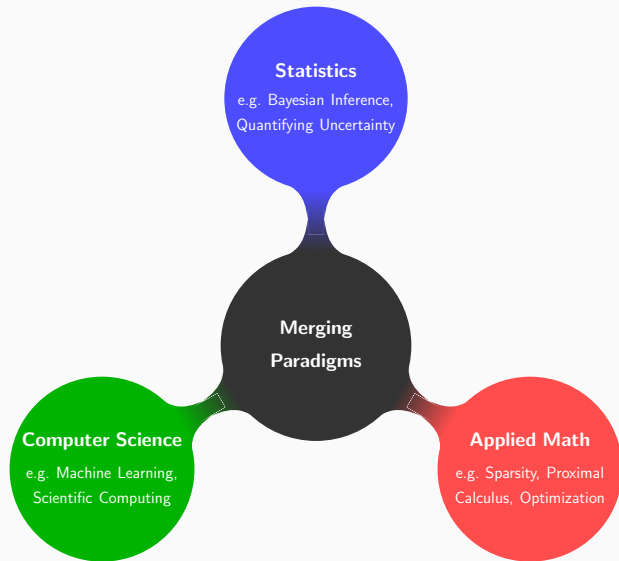 Statistics
e.g. Bayesian Inference,
Quantifying Uncertainty
Merging
Paradigms
Computer Science
e.g. Machine Learning,
Scientific Computing
Applied Math
e.g. Sparsity, Proximal
Calculus, Optimization